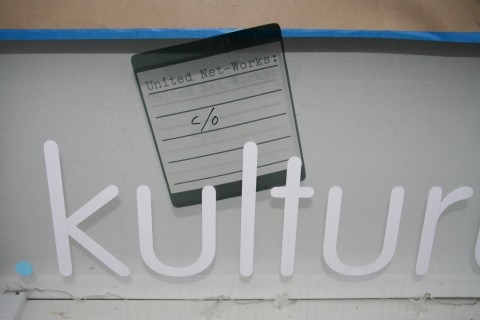 United Net-Works:
c/o
.kultur